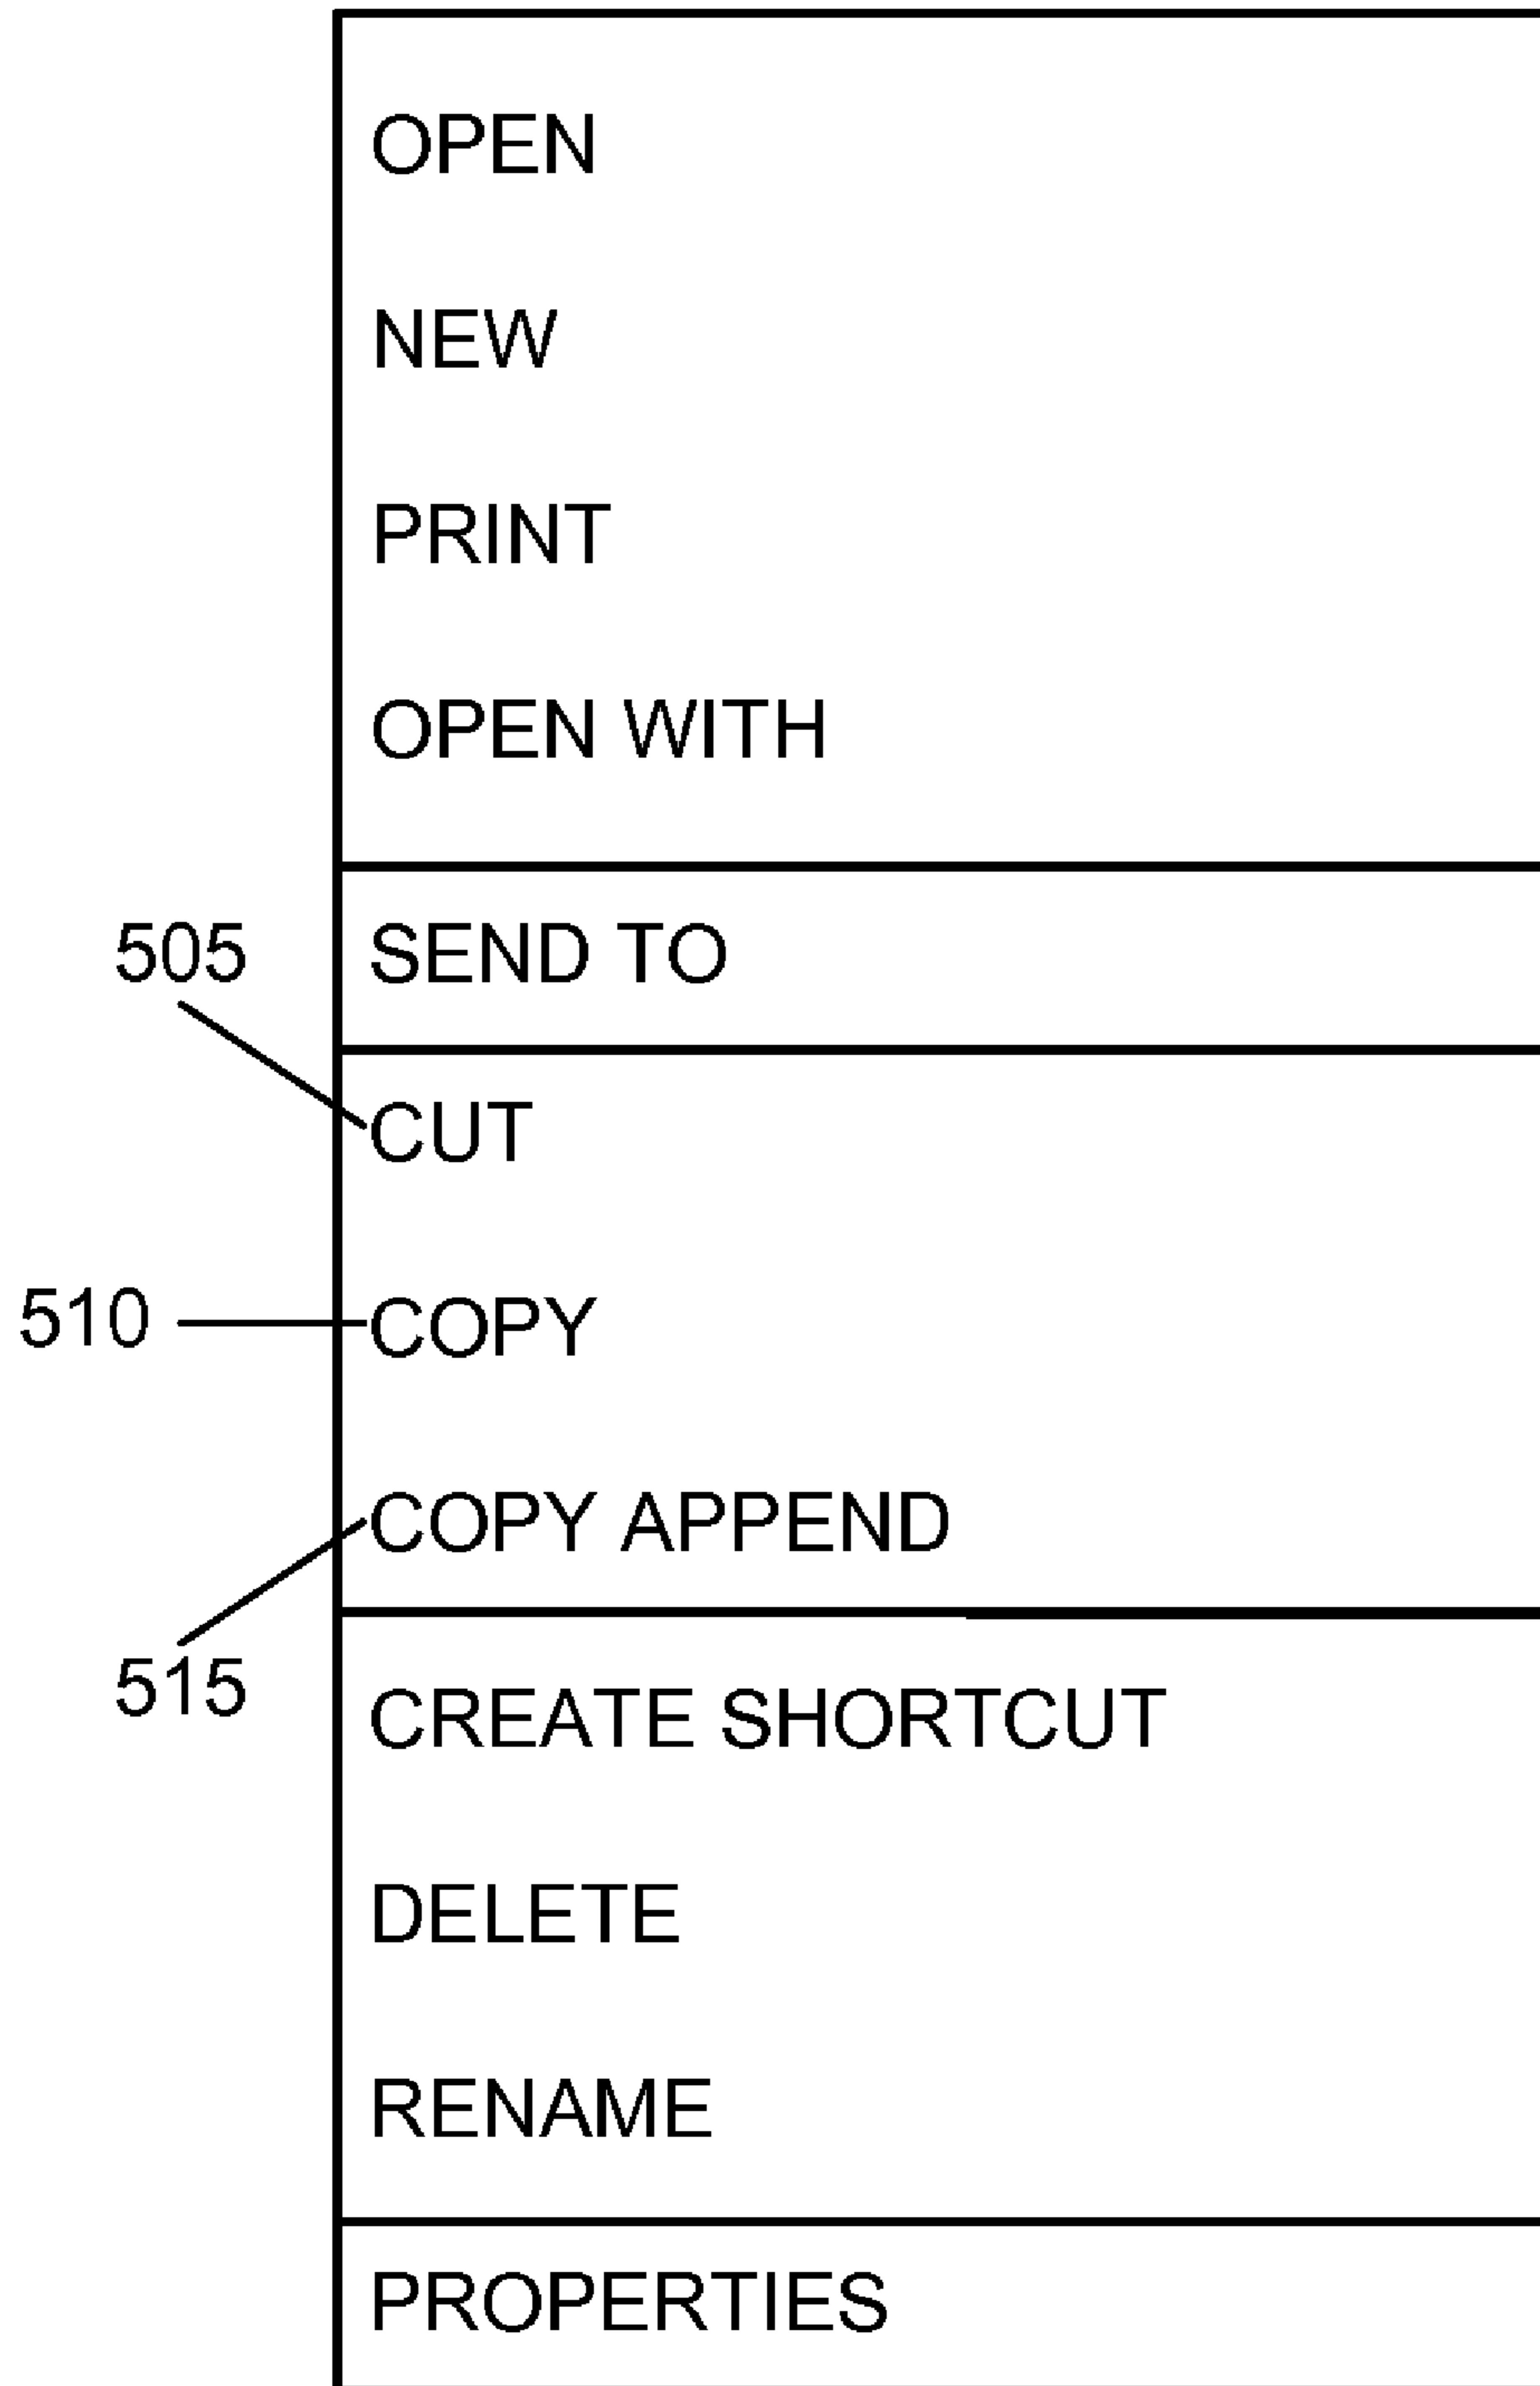 OPEN
NEW
PRINT
OPEN WITH
505
SEND TO
CUT
510
COPY
COPY APPEND
515
CREATE SHORTCUT
DELETE
RENAME
PROPERTIES